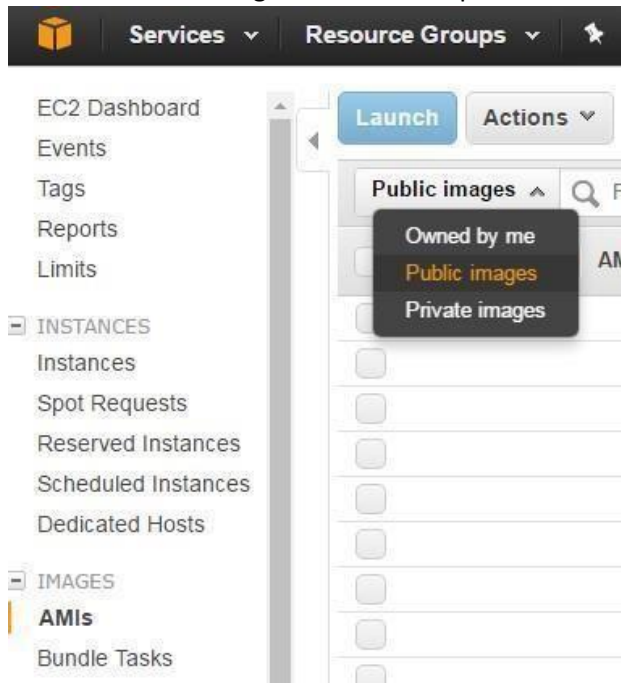 Services
Resource Groups
EC2 Dashboard
Events
Tags
Reports
Limits
INSTANCES
Instances
Spot Requests
Reserved Instances
Scheduled Instances
Dedicated Hosts
IMAGES
AMIs
Bundle Tasks
Launch
Actions
Public images
Owned by me
Public images
Private images